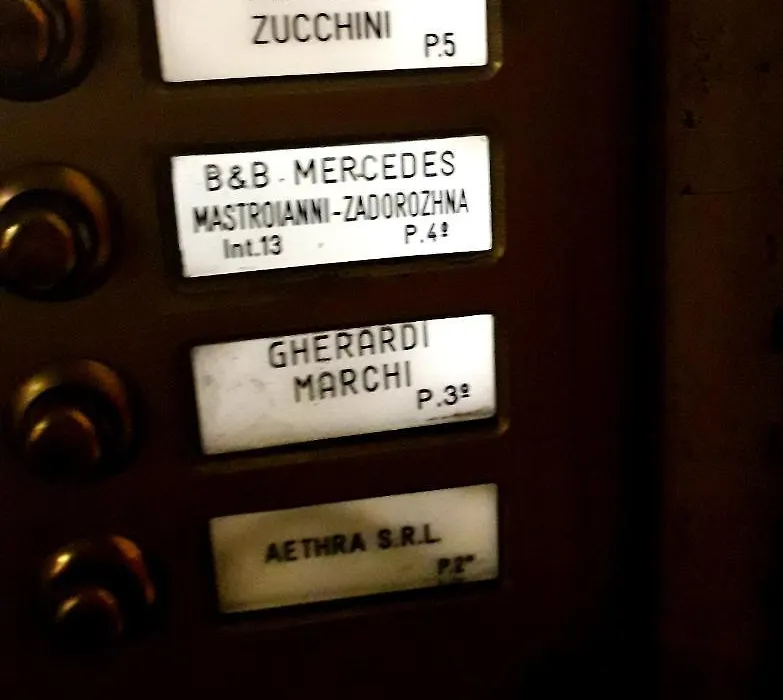 ZUCCHINI
P.5
B&B - MERCEDES
MASTROIANNI-ZADOROZHNA
Int.13 P.4º
GHERARDI
MARCHI
P.3º
AETHRA S.R.L
P.2º